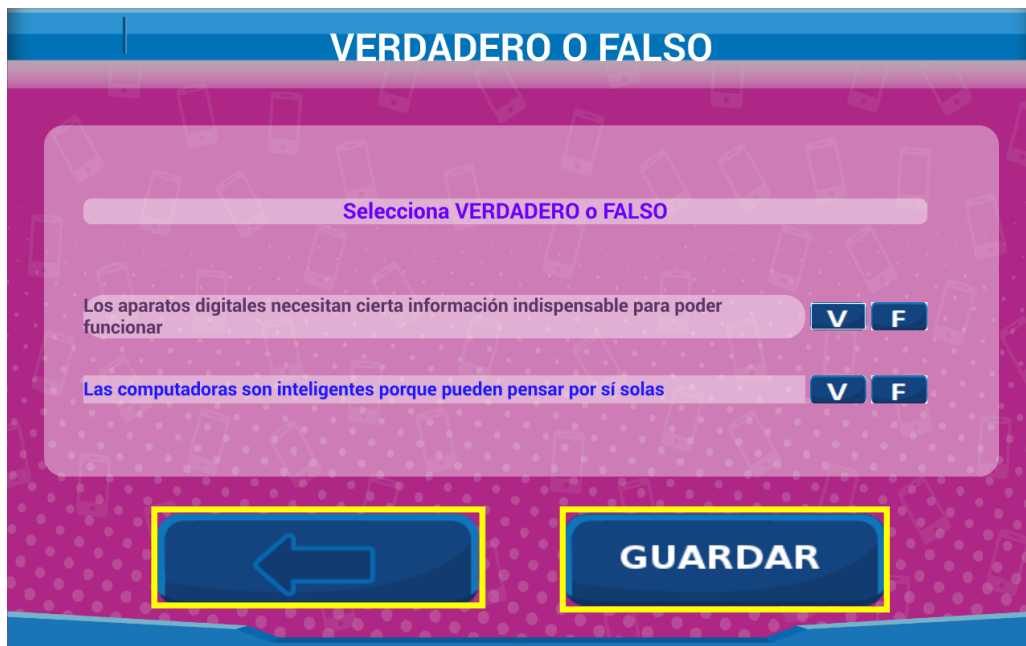 VERDADERO O FALSO
Selecciona VERDADERO o FALSO
Los aparatos digitales necesitan cierta información indispensable para poder
funcionar
V F
Las computadoras son inteligentes porque pueden pensar por sí solas
V F
GUARDAR